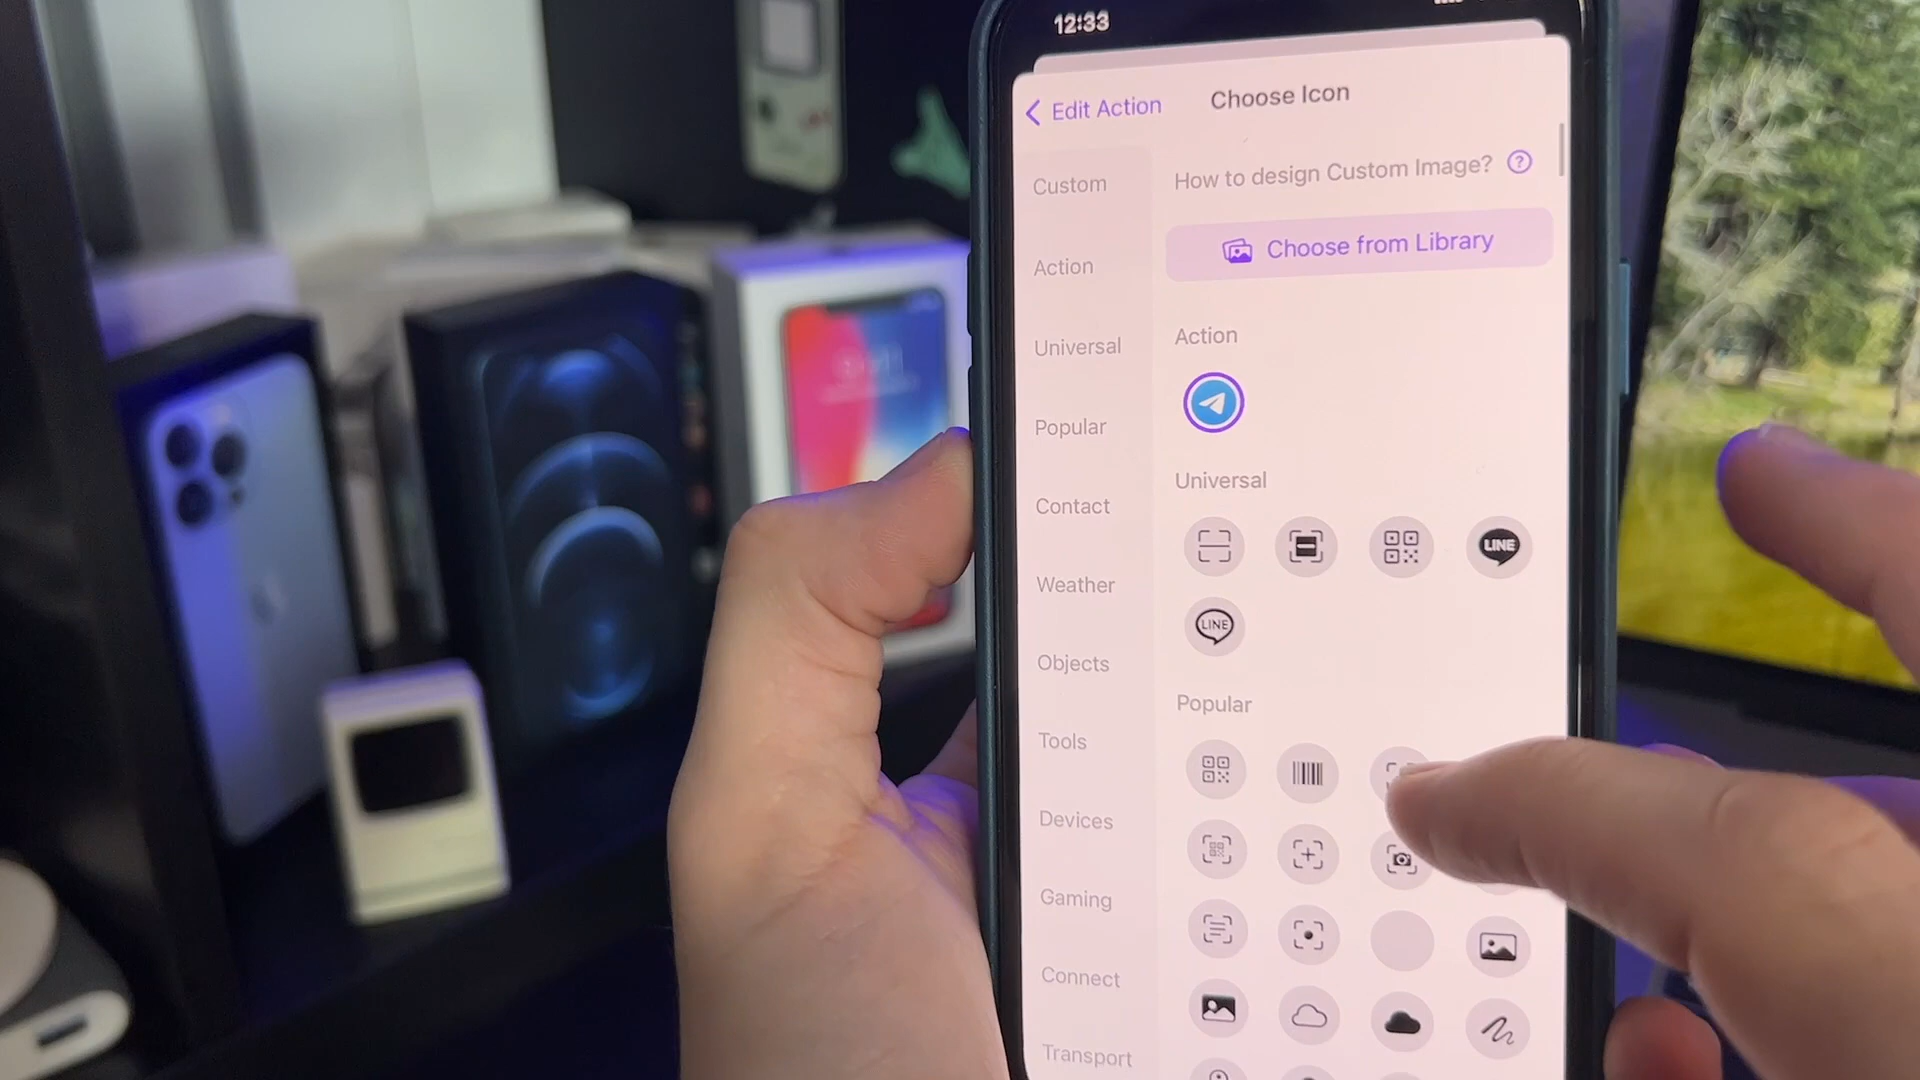 12:33
Edit Action
Choose Icon
How to design Custom Image? ?
Choose from Library
Custom
Action
Universal
Popular
Contact
Weather
Objects
Tools
Devices
Gaming
Connect
Transport
Action
Universal
LINE
LINE
Popular